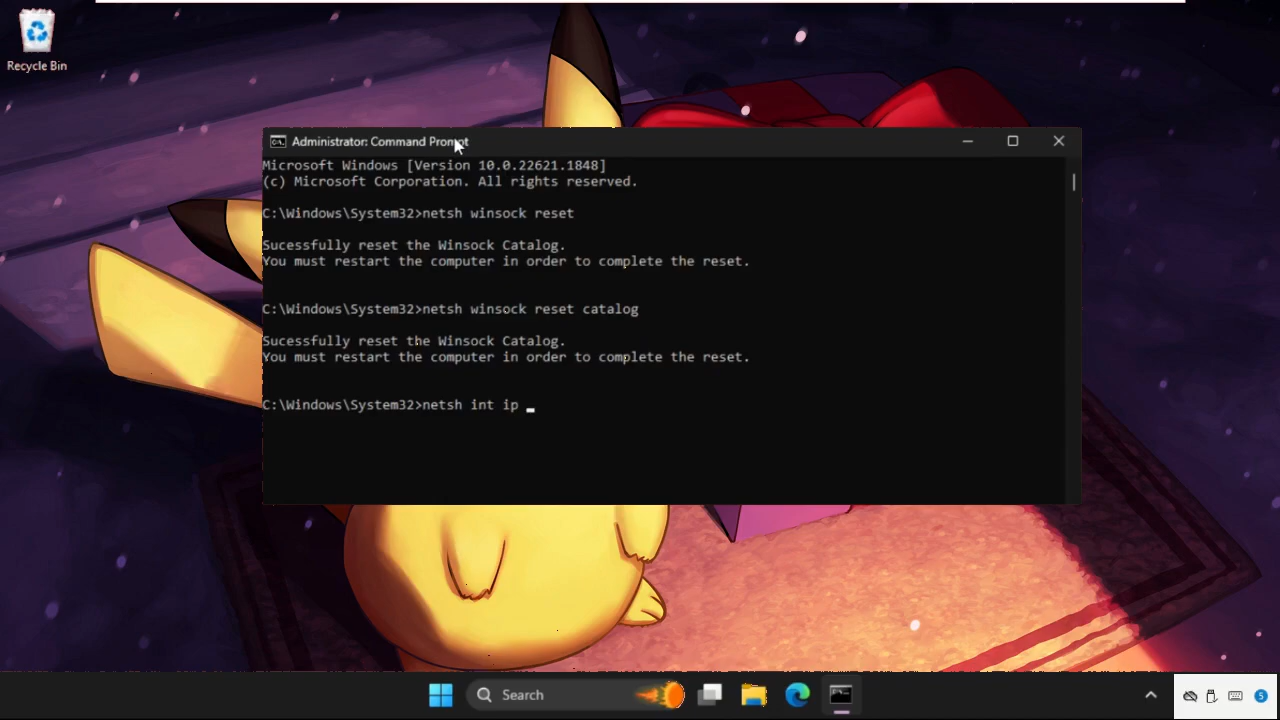 Recycle Bin
Administrator: Command Prompt
Microsoft Windows [Version 10.0.22621.1848]
(c) Microsoft Corporation. All rights reserved.
C:\Windows\System32>netsh winsock reset
Sucessfully reset the Winsock Catalog.
You must restart the computer in order to complete the reset.
C:\Windows\System32>netsh winsock reset catalog
Sucessfully reset the Winsock Catalog.
You must restart the computer in order to complete the reset.
C:\Windows\System32>netsh int ip
Search
5